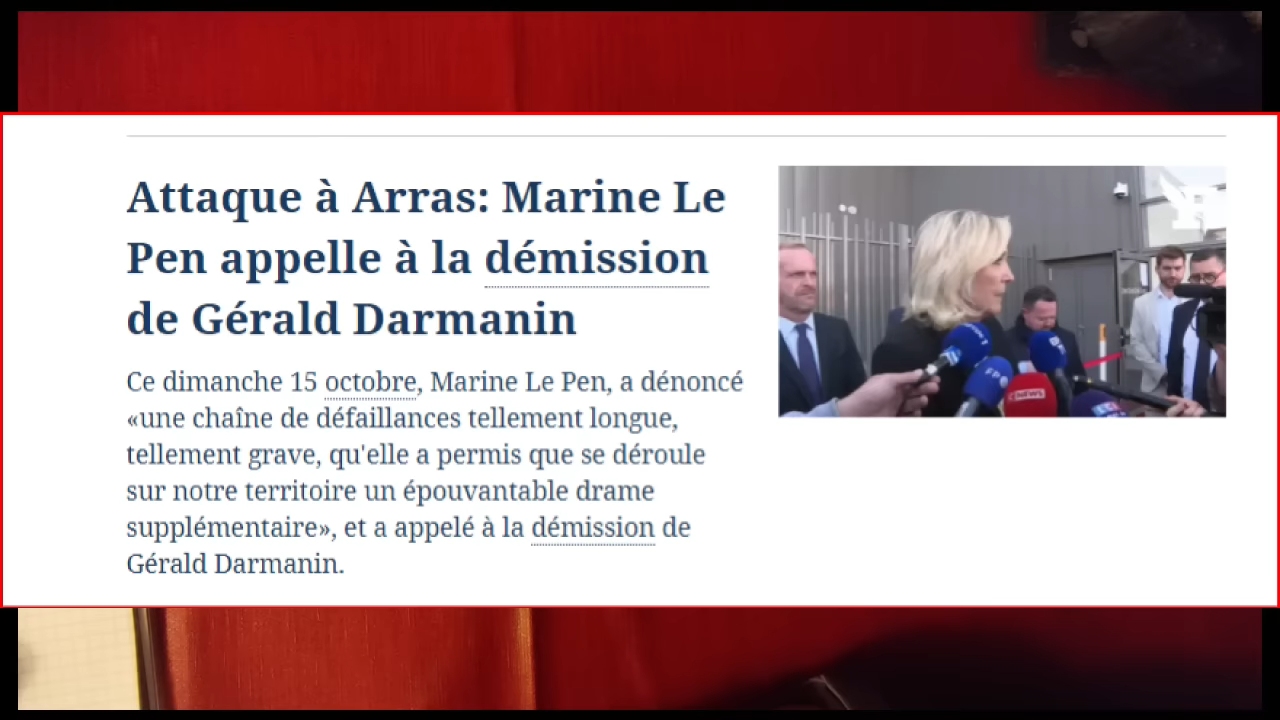 Attaque à Arras: Marine Le
Pen appelle à la démission
de Gérald Darmanin
Ce dimanche 15 octobre, Marine Le Pen, a dénoncé
«une chaîne de défaillances tellement longue,
tellement grave, qu'elle a permis que se déroule
sur notre territoire un épouvantable drame
supplémentaire», et a appelé à la démission de
Gérald Darmanin.
CNEWS